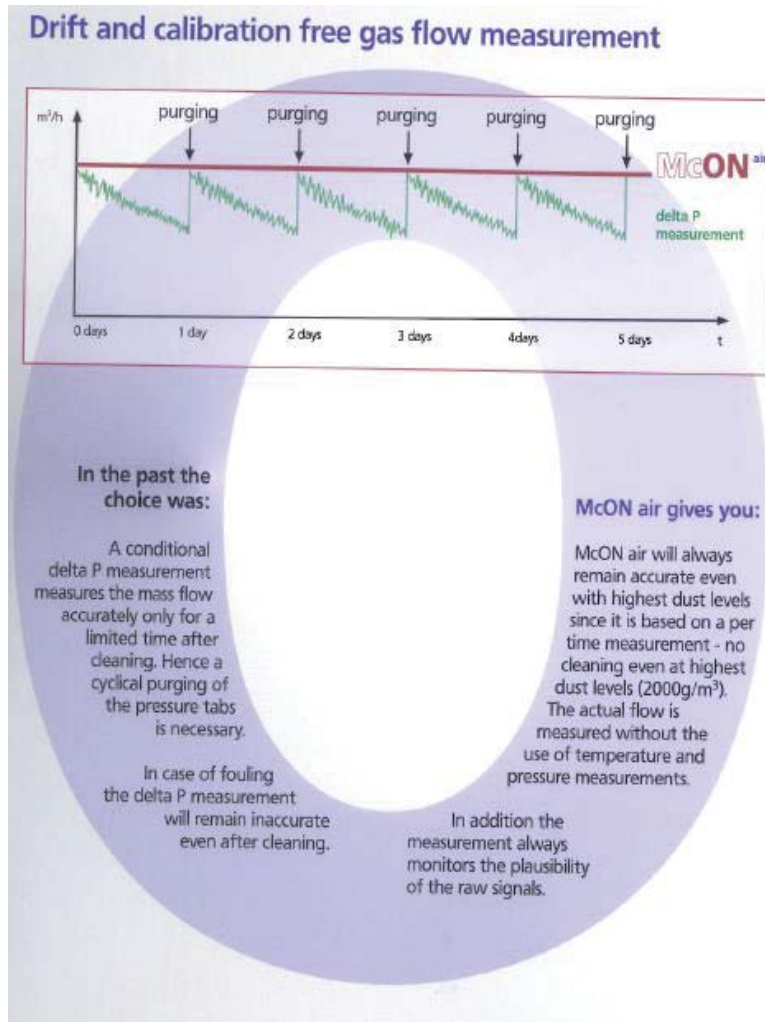 Drift and calibration free gas flow measurement
m³/h
purging purging purging purging purging
McON air
delta P
measurement
0 days 1 day 2 days 3 days 4days 5 days t
In the past the
choice was:
A conditional
delta P measurement
measures the mass flow
accurately only for a
limited time after
cleaning. Hence a
cyclical purging of
the pressure tabs
is necessary.
In case of fouling
the delta P measurement
will remain inaccurate
even after cleaning.
McON air gives you:
McON air will always
remain accurate even
with highest dust levels
since it is based on a per
time measurement - no
cleaning even at highest
dust levels (2000g/m³).
The actual flow is
measured without the
use of temperature and
pressure measurements.
In addition the
measurement always
monitors the plausibility
of the raw signals.